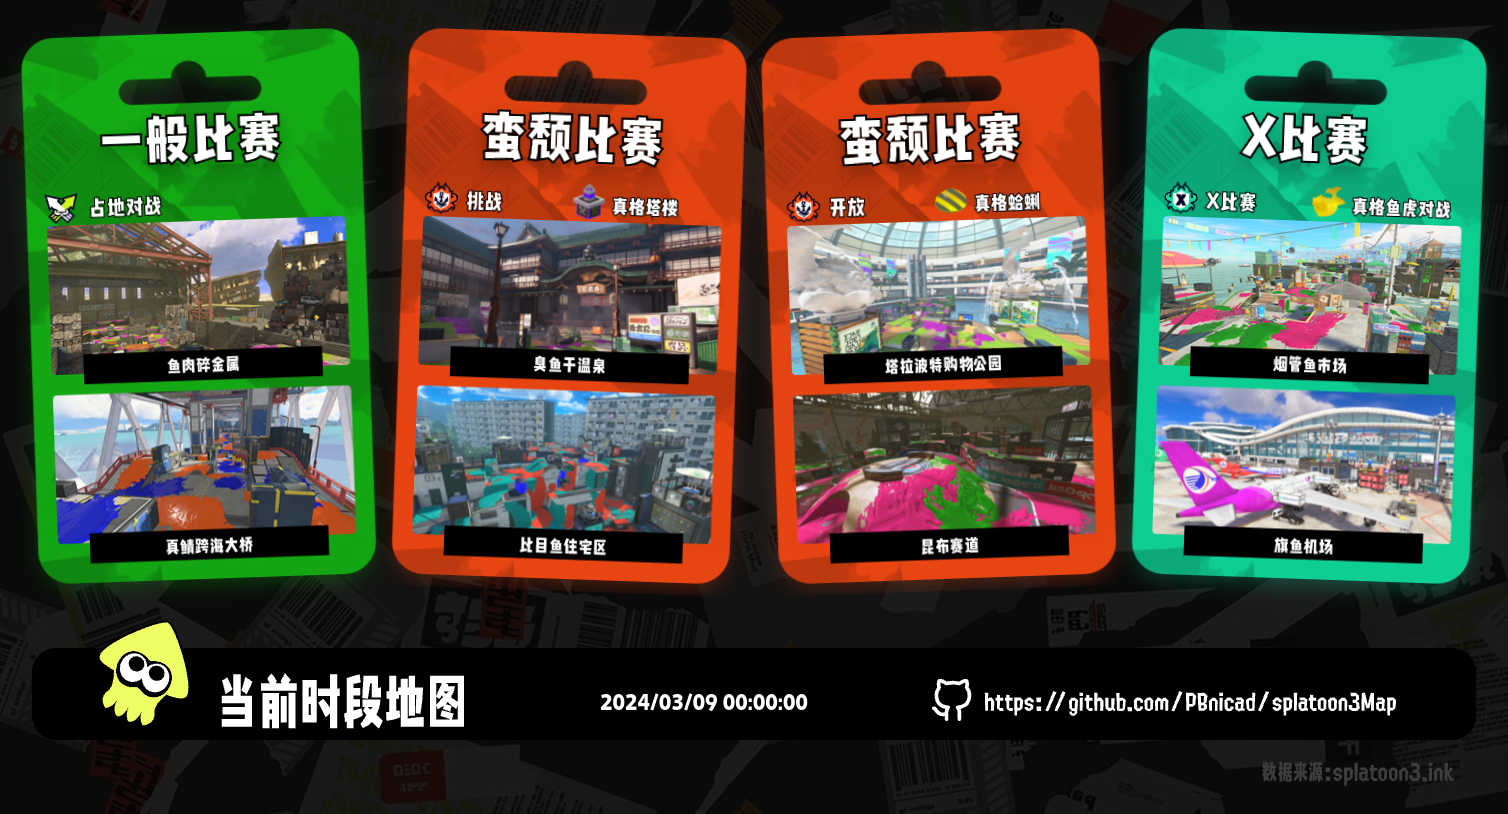 一般比赛
占地对战
鱼肉碎金属
真鲭跨海大桥
蛮颓比赛
挑战
真格塔楼
臭鱼干温泉
比目鱼住宅区
蛮颓比赛
开放
真格蛤蜊
塔拉波特购物公园
昆布赛道
X比赛
X比赛
真格鱼虎对战
烟管鱼市场
旗鱼机场
当前时段地图
2024/03/09 00:00:00
https://github.com/PBnicad/splatoon3Map
数据来源:splatoon3.ink